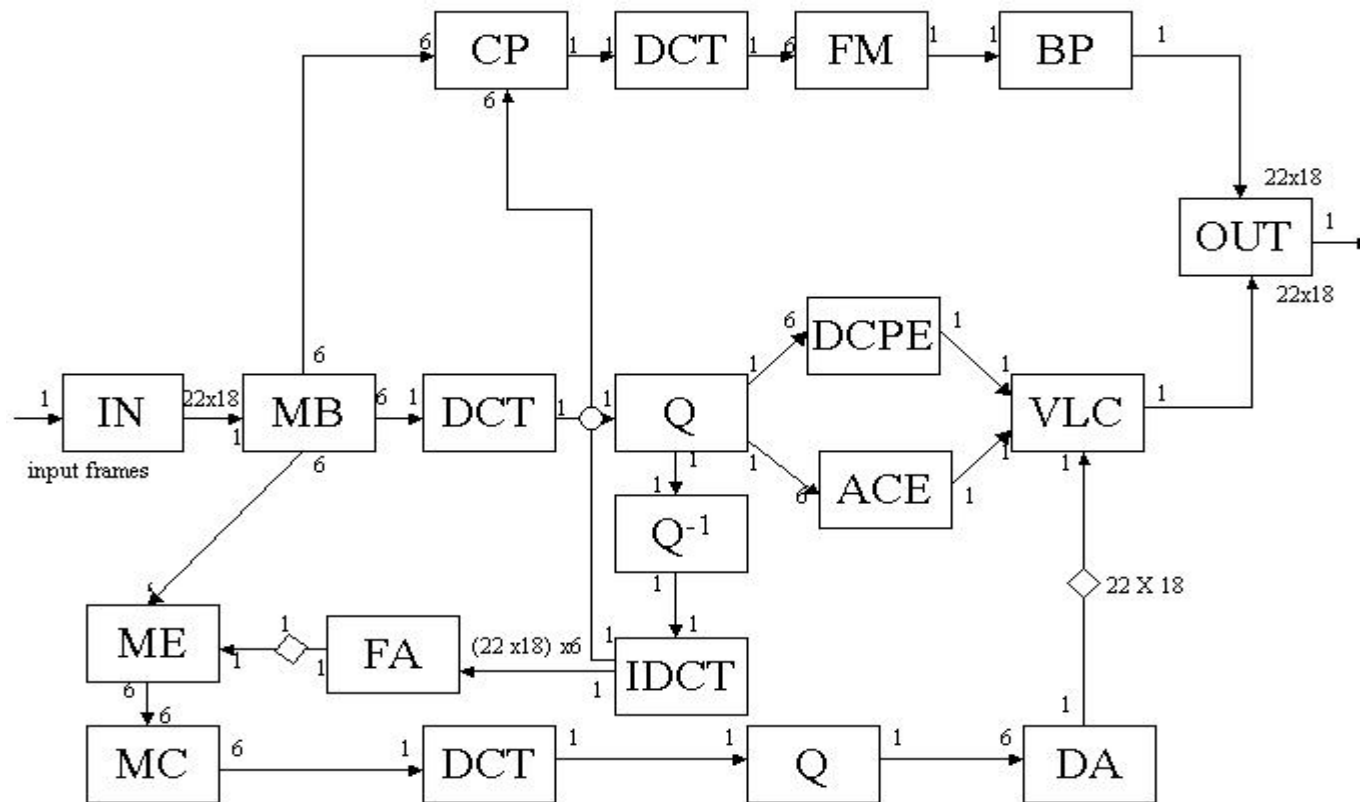 6 CP 1 1 DCT 1 6 FM 1 1 BP 1
6
22x18
OUT 1
22x18
6 DCPE 1
6 1 1
1 IN 22x18 MB 6 1 DCT 1 1 Q VLC 1
1
input frames 6 1 1 6 ACE 1 1 1
1 Q-1
1 22 X 18
1
ME 1 1 1 FA (22 x18) x6 1 IDCT
1
6 6 1
MC 6 1 DCT 1 1 Q 1 6 DA